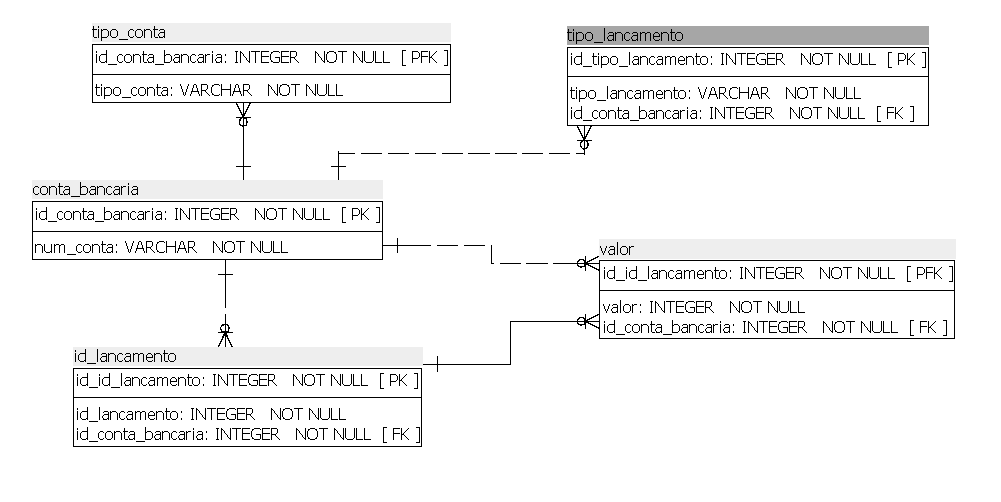 tipo_conta
id_conta_bancaria: INTEGER NOT NULL [ PFK ]
tipo_conta: VARCHAR NOT NULL
tipo_lancamento
id_tipo_lancamento: INTEGER NOT NULL [ PK ]
tipo_lancamento: VARCHAR NOT NULL
id_conta_bancaria: INTEGER NOT NULL [ FK ]
conta_bancaria
id_conta_bancaria: INTEGER NOT NULL [ PK ]
num_conta: VARCHAR NOT NULL
valor
id_id_lancamento: INTEGER NOT NULL [ PFK ]
valor: INTEGER NOT NULL
id_conta_bancaria: INTEGER NOT NULL [ FK ]
id_lancamento
id_id_lancamento: INTEGER NOT NULL [ PK ]
id_lancamento: INTEGER NOT NULL
id_conta_bancaria: INTEGER NOT NULL [ FK ]